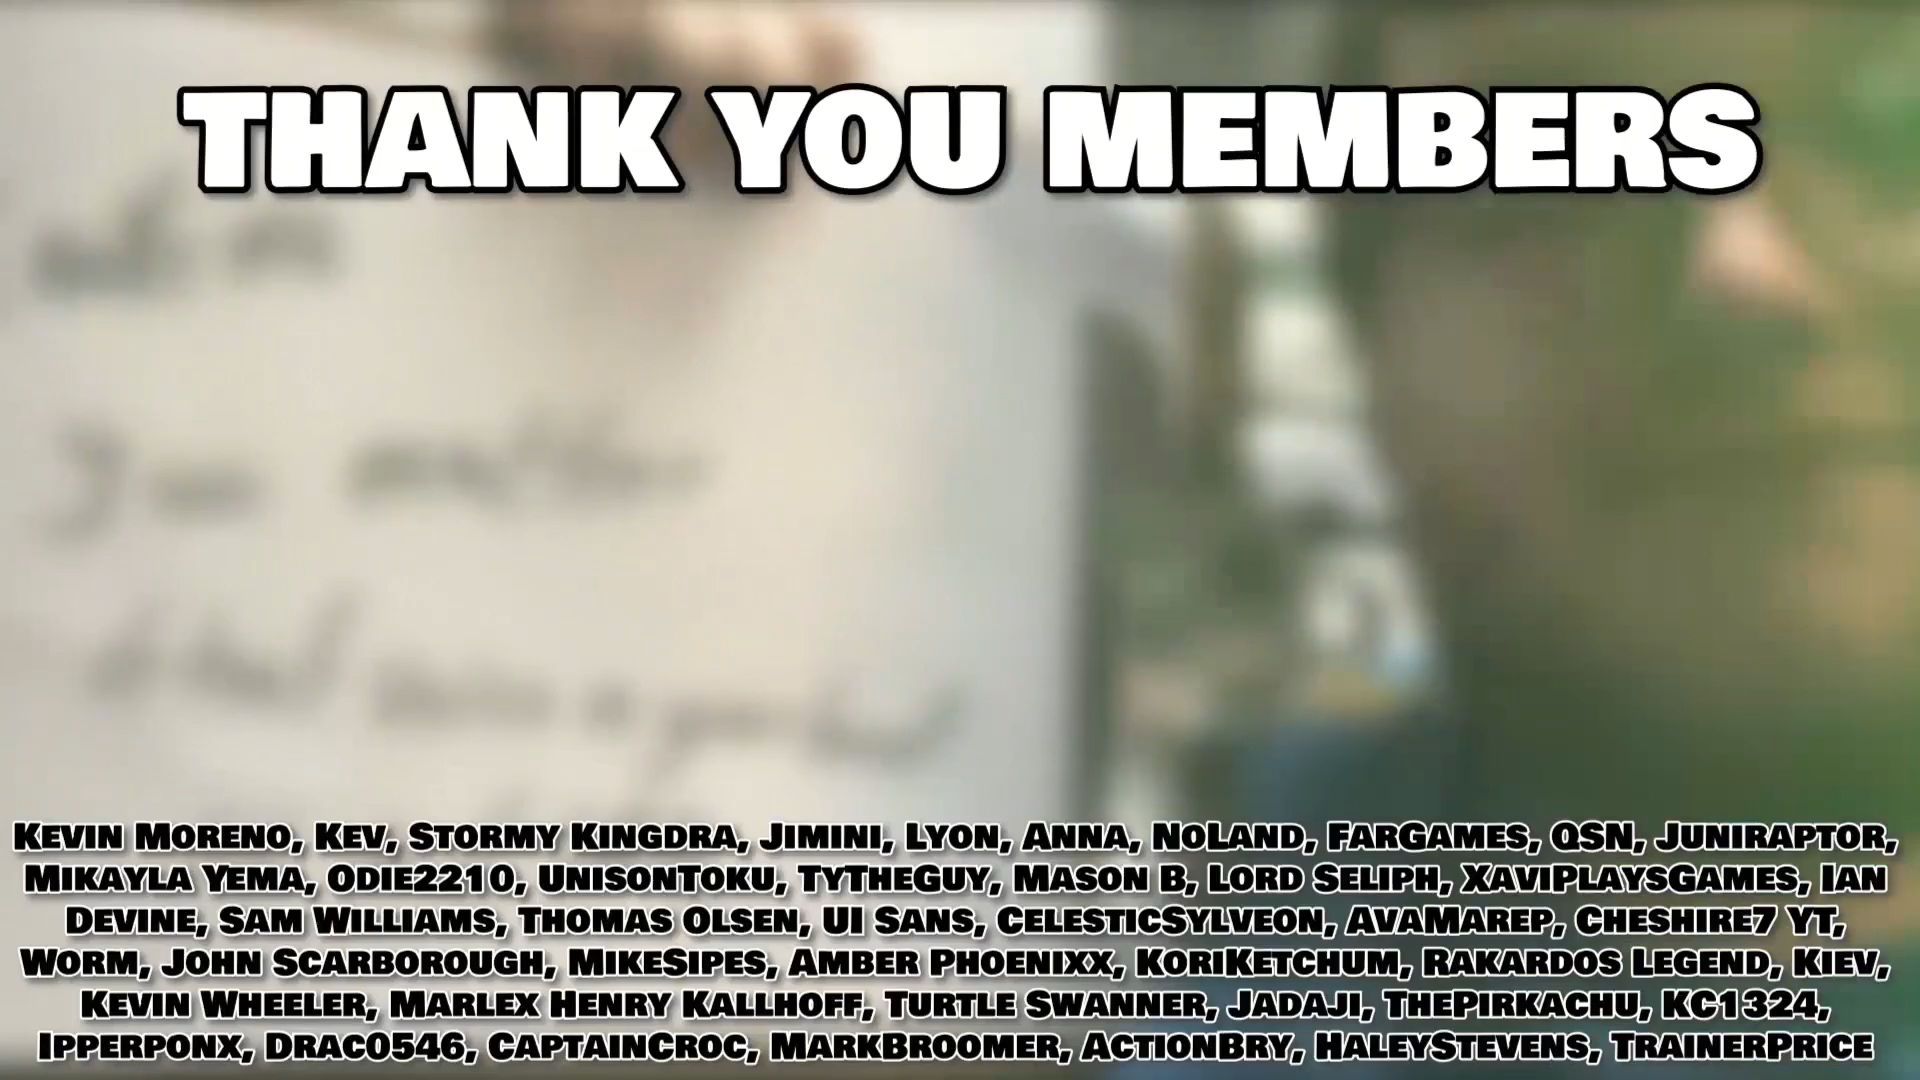 THANK YOU MEMBERS
Kevin Moreno, Kev, Stormy Kingdra, Jimini, Lyon, Anna, NoLand, FarGames, QSN, Juniraptor,
Mikayla Yema, Odie2210, UnisonToku, TyTheGuy, Mason B, Lord Seliph, XaviPlaysGames, Ian
Devine, Sam Williams, Thomas Olsen, UI Sans, CelesticSylveon, AvaMarep, Cheshire7 YT,
Worm, John Scarborough, MikeSipes, Amber Phoenixx, KoriKetchum, Rakardos Legend, Kiev,
Kevin Wheeler, Marlex Henry Kallhoff, Turtle Swanner, Jadaji, ThePirkachu, KC1324,
Ipperponx, Drac0546, CaptainCroc, MarkBroomer, ActionBry, HaleyStevens, TrainerPrice